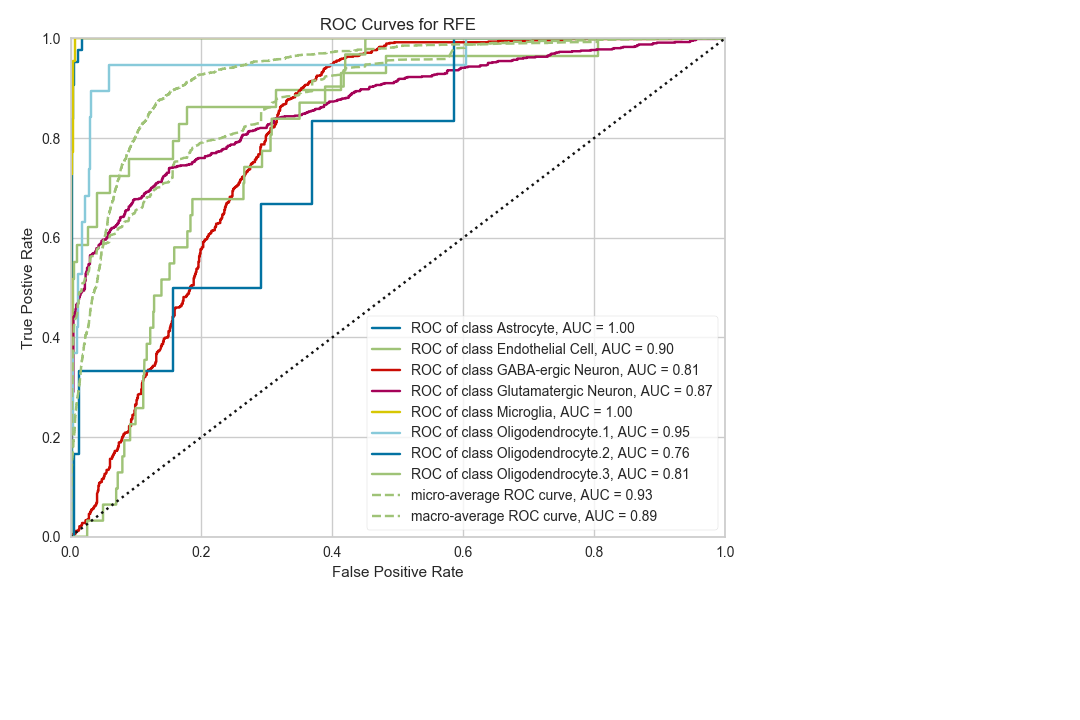 ROC Curves for RFE
1.0
0.8
0.6
0.4
0.2
0.0
True Postive Rate
ROC of class Astrocyte, AUC = 1.00
ROC of class Endothelial Cell, AUC = 0.90
ROC of class GABA-ergic Neuron, AUC = 0.81
ROC of class Glutamatergic Neuron, AUC = 0.87
ROC of class Microglia, AUC = 1.00
ROC of class Oligodendrocyte.1, AUC = 0.95
ROC of class Oligodendrocyte.2, AUC = 0.76
ROC of class Oligodendrocyte.3, AUC = 0.81
micro-average ROC curve, AUC = 0.93
macro-average ROC curve, AUC = 0.89
0.0 0.2 0.4 0.6 0.8 1.0
False Positive Rate